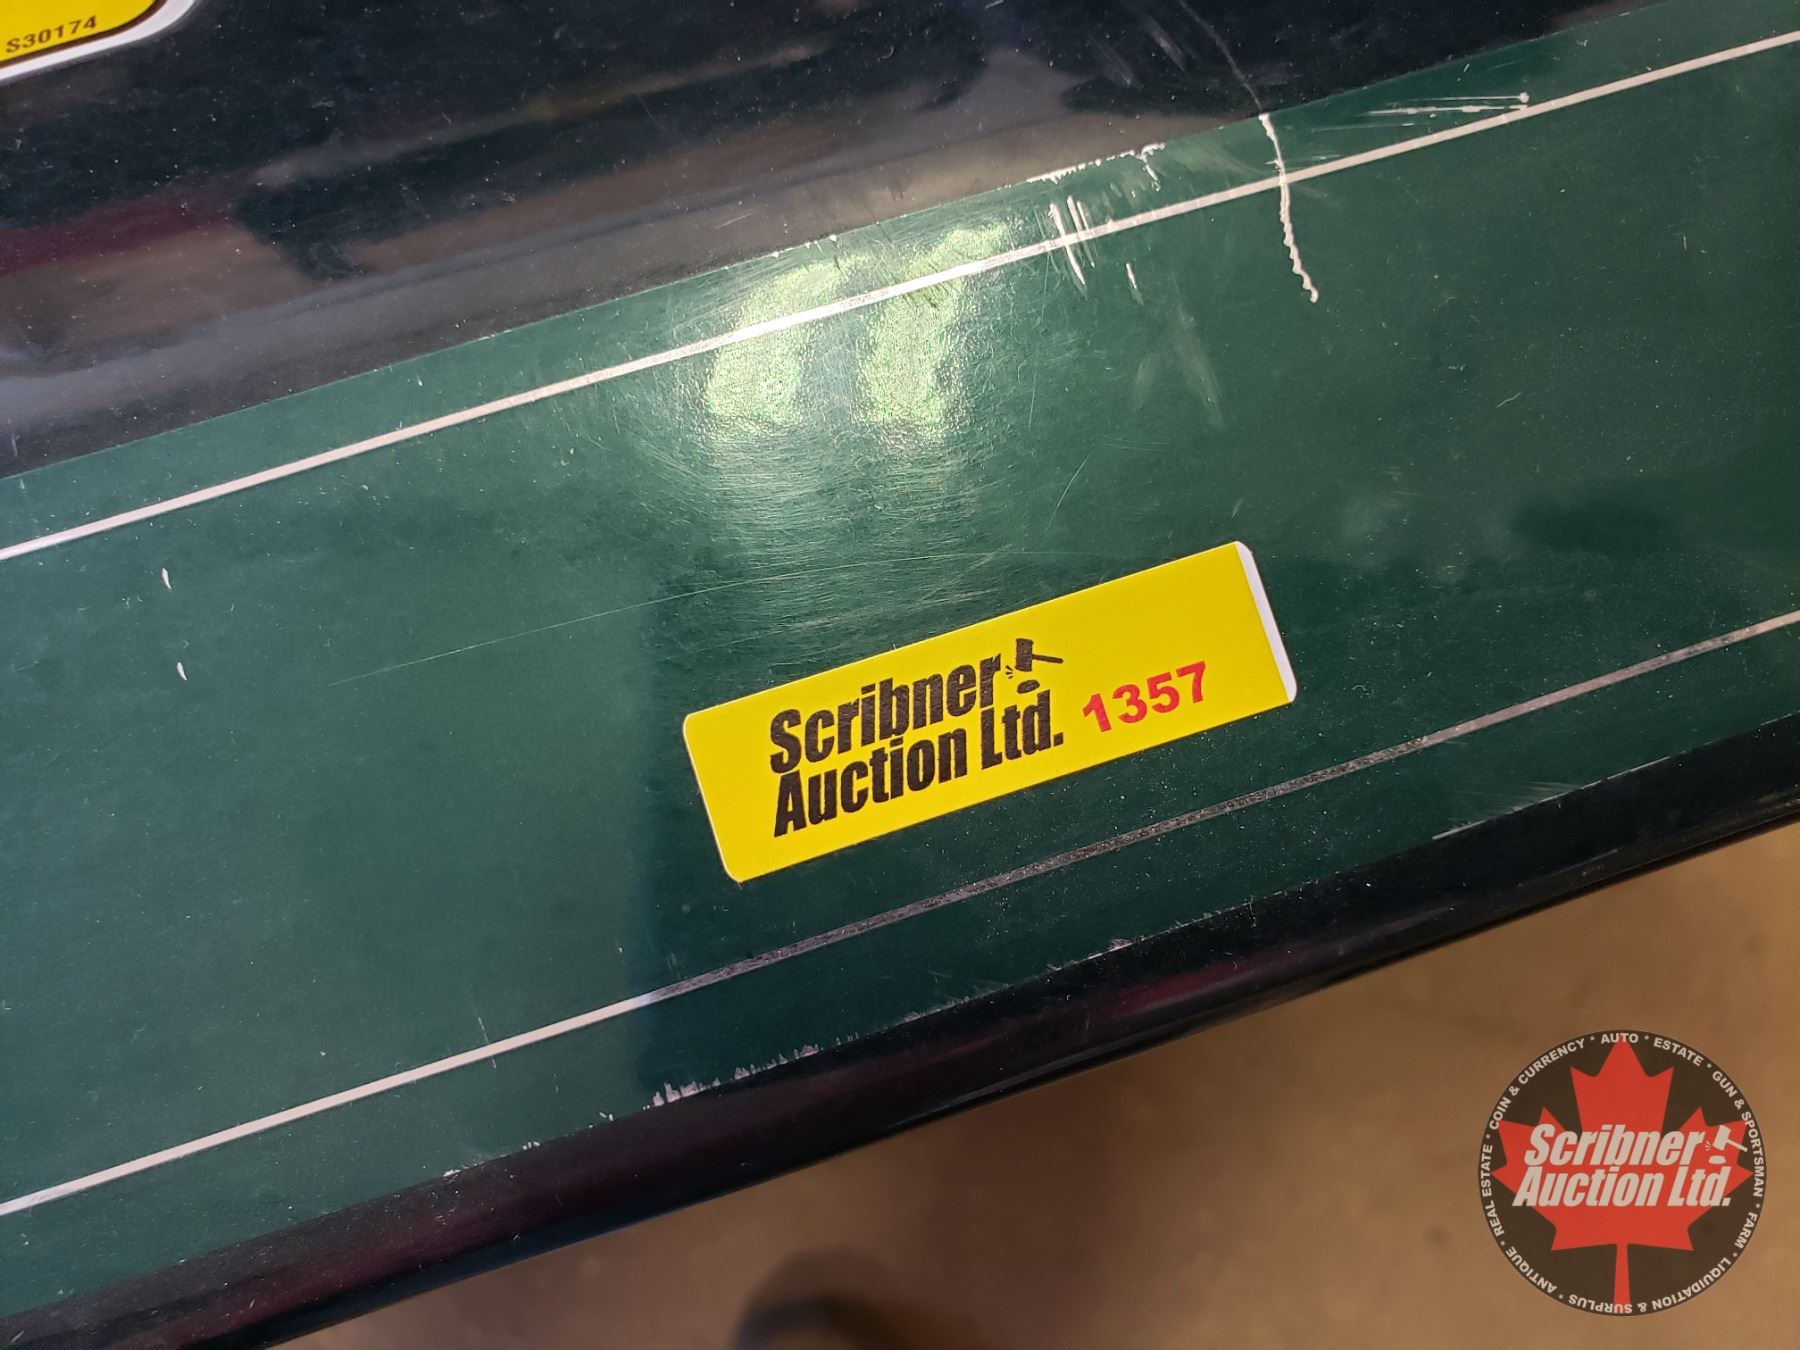 S30174
Scribner
Auction Ltd.
1357
COIN & CURRENCY * AUTO * ESTATE * GUN & SPORTSMAN * FARM * LIQUIDATION & SURPLUS * ANTIQUE * REAL ESTATE *
Scribner
Auction Ltd.